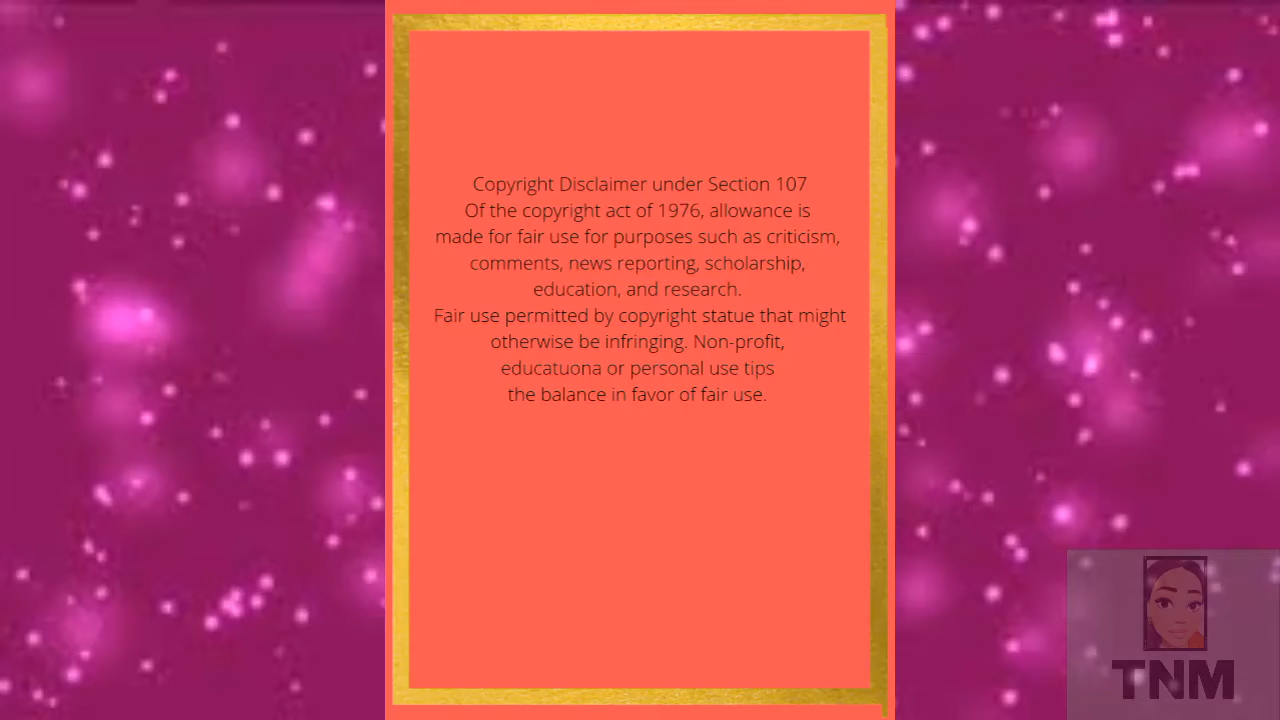 Copyright Disclaimer under Section 107
Of the copyright act of 1976, allowance is
made for fair use for purposes such as criticism,
comments, news reporting, scholarship,
education, and research.
Fair use permitted by copyright statue that might
otherwise be infringing. Non-profit,
educatuona or personal use tips
the balance in favor of fair use.
TNM